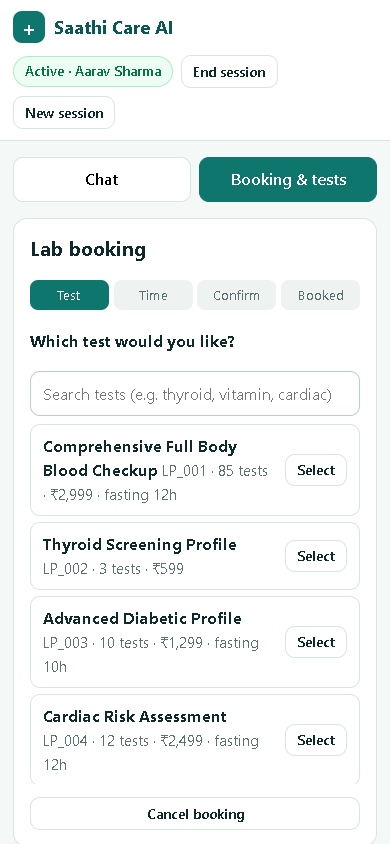 + Saathi Care AI
Active · Aarav Sharma
End session
New session
Chat
Booking & tests
Lab booking
Test
Time
Confirm
Booked
Which test would you like?
Search tests (e.g. thyroid, vitamin, cardiac)
Comprehensive Full Body
Blood Checkup LP_001 · 85 tests
· ₹2,999 · fasting 12h
Select
Thyroid Screening Profile
LP_002 · 3 tests · ₹599
Select
Advanced Diabetic Profile
LP_003 · 10 tests · ₹1,299 · fasting
10h
Select
Cardiac Risk Assessment
LP_004 · 12 tests · ₹2,499 · fasting
12h
Select
Cancel booking